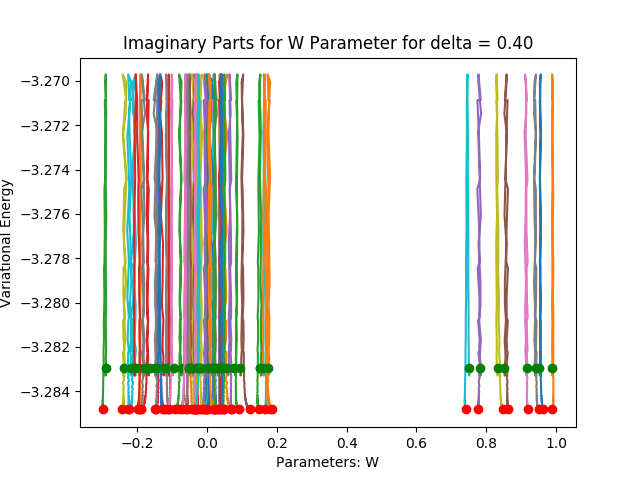 Imaginary Parts for W Parameter for delta = 0.40
−3.270
−3.272
−3.274
−3.276
−3.278
−3.280
−3.282
−3.284
Variational Energy
−0.2 0.0 0.2 0.4 0.6 0.8 1.0
Parameters: W